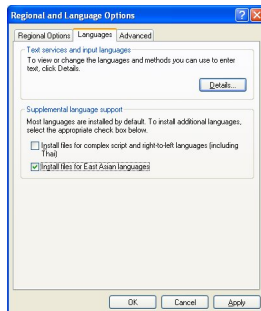 Regional and Language Options
Regional Options Languages Advanced
Text services and input languages
To view or change the languages and methods you can use to enter
text, click Details.
Details...
Supplemental language support
Most languages are installed by default. To install additional languages,
select the appropriate check box below.
Install files for complex script and right-to-left languages (including
Thai)
Install files for East Asian languages
OK Cancel Apply